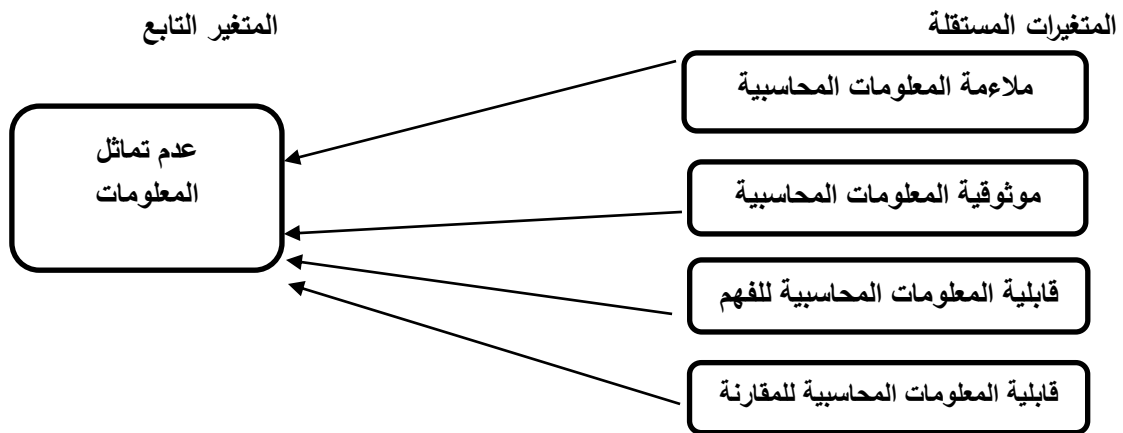 المتغيرات المستقلة
المتغير التابع
ملاءمة المعلومات المحاسبية
موثوقية المعلومات المحاسبية
قابلية المعلومات المحاسبية للفهم
قابلية المعلومات المحاسبية للمقارنة
عدم تماثل
المعلومات